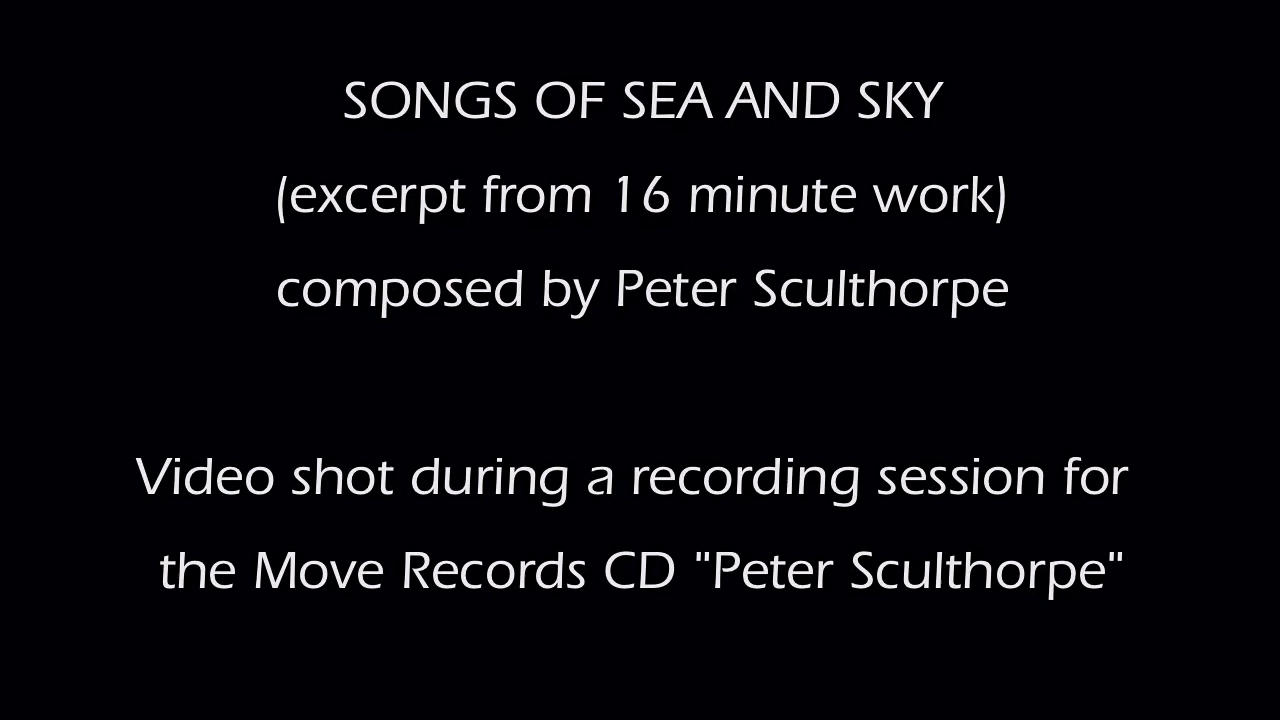 SONGS OF SEA AND SKY
(excerpt from 16 minute work)
composed by Peter Sculthorpe
Video shot during a recording session for
the Move Records CD "Peter Sculthorpe"